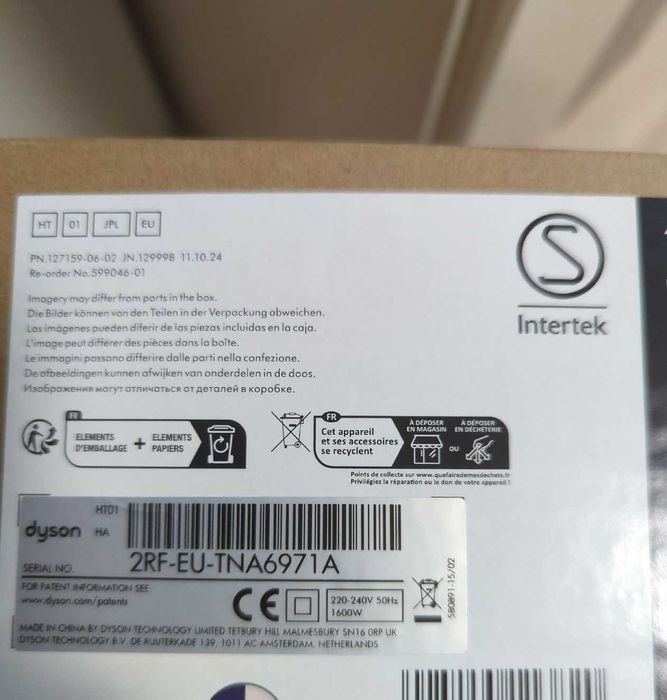 HT 01 JPL EU
PN.127159-06-02 JN.129998 11.10.24
Re-order No.599046-01
Imagery may differ from parts in the box.
Die Bilder können von den Teilen in der Verpackung abweichen.
Las imágenes pueden diferir de las piezas incluidas en la caja.
L'image peut différer des pièces dans la boîte.
Le immagini possono differire dalle parti nella confezione.
De afbeeldingen kunnen afwijken van onderdelen in de doos.
Изображения могут отличаться от деталей в коробке.
S
Intertek
FR
ELEMENTS
D'EMBALLAGE
+
ELEMENTS
PAPIERS
FR
Cet appareil
et ses accessoires
se recyclent
À DÉPOSER
EN MAGASIN
OU
À DÉPOSER
EN DÉCHÈTERIE
Points de collecte sur www.quefairedemesdechets.fr
Privilégiez la réparation ou le don de votre appareil !
HT01
dyson HA
SERIAL NO. 2RF-EU-TNA6971A
FOR PATENT INFORMATION SEE
www.dyson.com/patents
CE
220-240V 50Hz
1600W
580891-15/02
MADE IN CHINA BY DYSON TECHNOLOGY LIMITED TETBURY HILL MALMESBURY SN16 0RP UK
DYSON TECHNOLOGY B.V. DE RUIJTERKADE 139, 1011 AC AMSTERDAM, NETHERLANDS